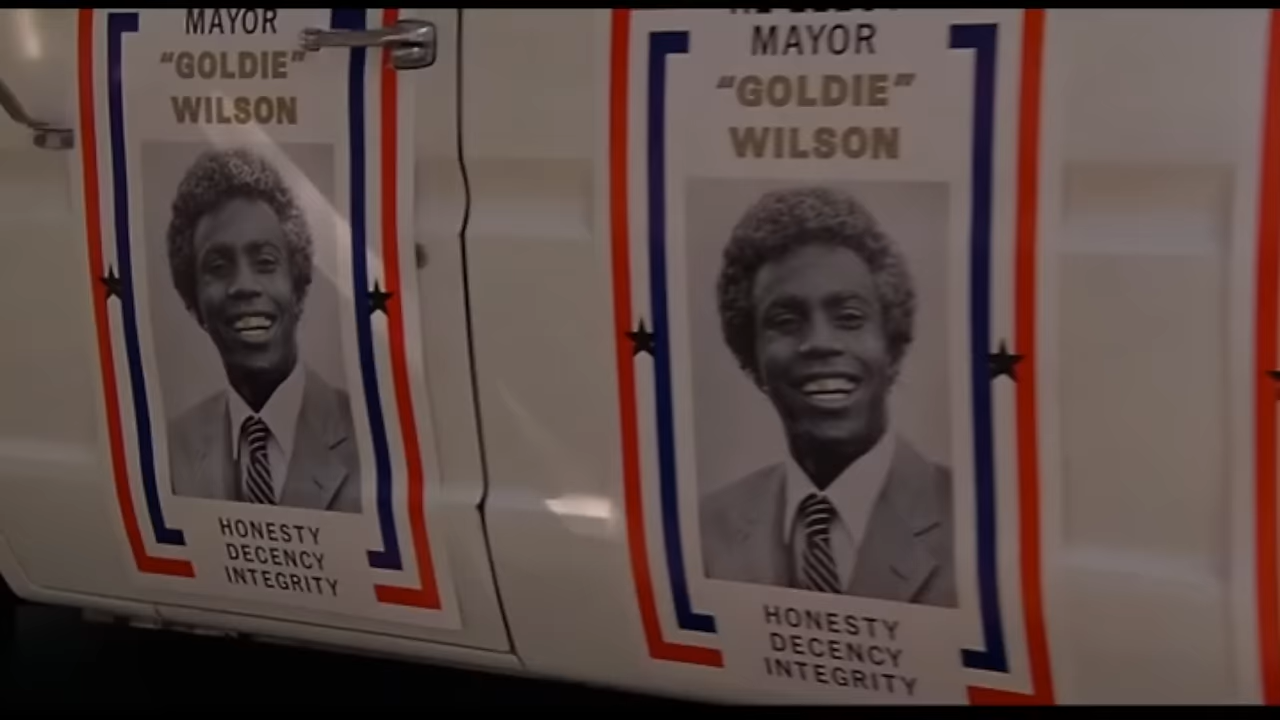 MAYOR
"GOLDIE"
WILSON
HONESTY
DECENCY
INTEGRITY
MAYOR
"GOLDIE"
WILSON
HONESTY
DECENCY
INTEGRITY